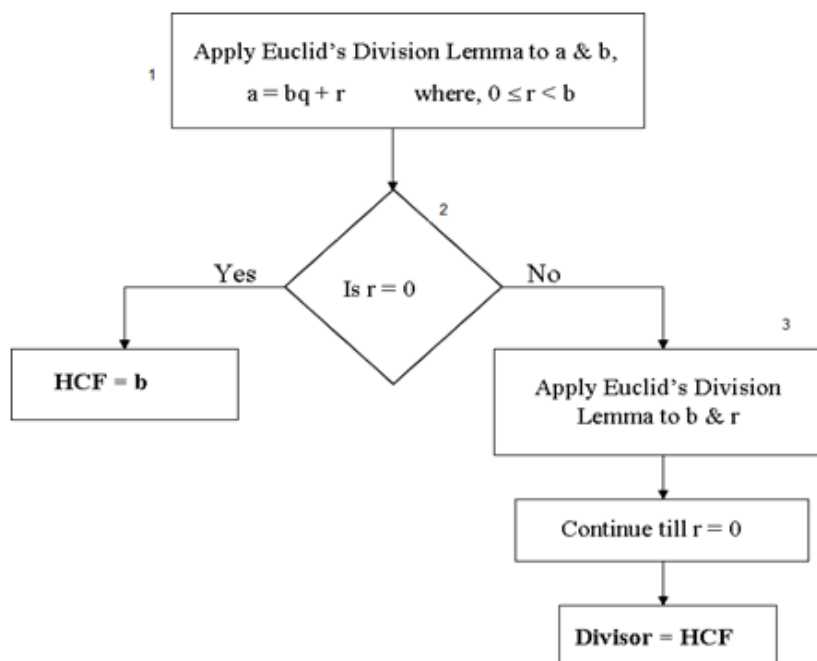 1
Apply Euclid's Division Lemma to a & b,
a = bq + r where, 0 ≤ r < b
2
Yes
Is r = 0
No
3
HCF = b
Apply Euclid's Division
Lemma to b & r
Continue till r = 0
Divisor = HCF